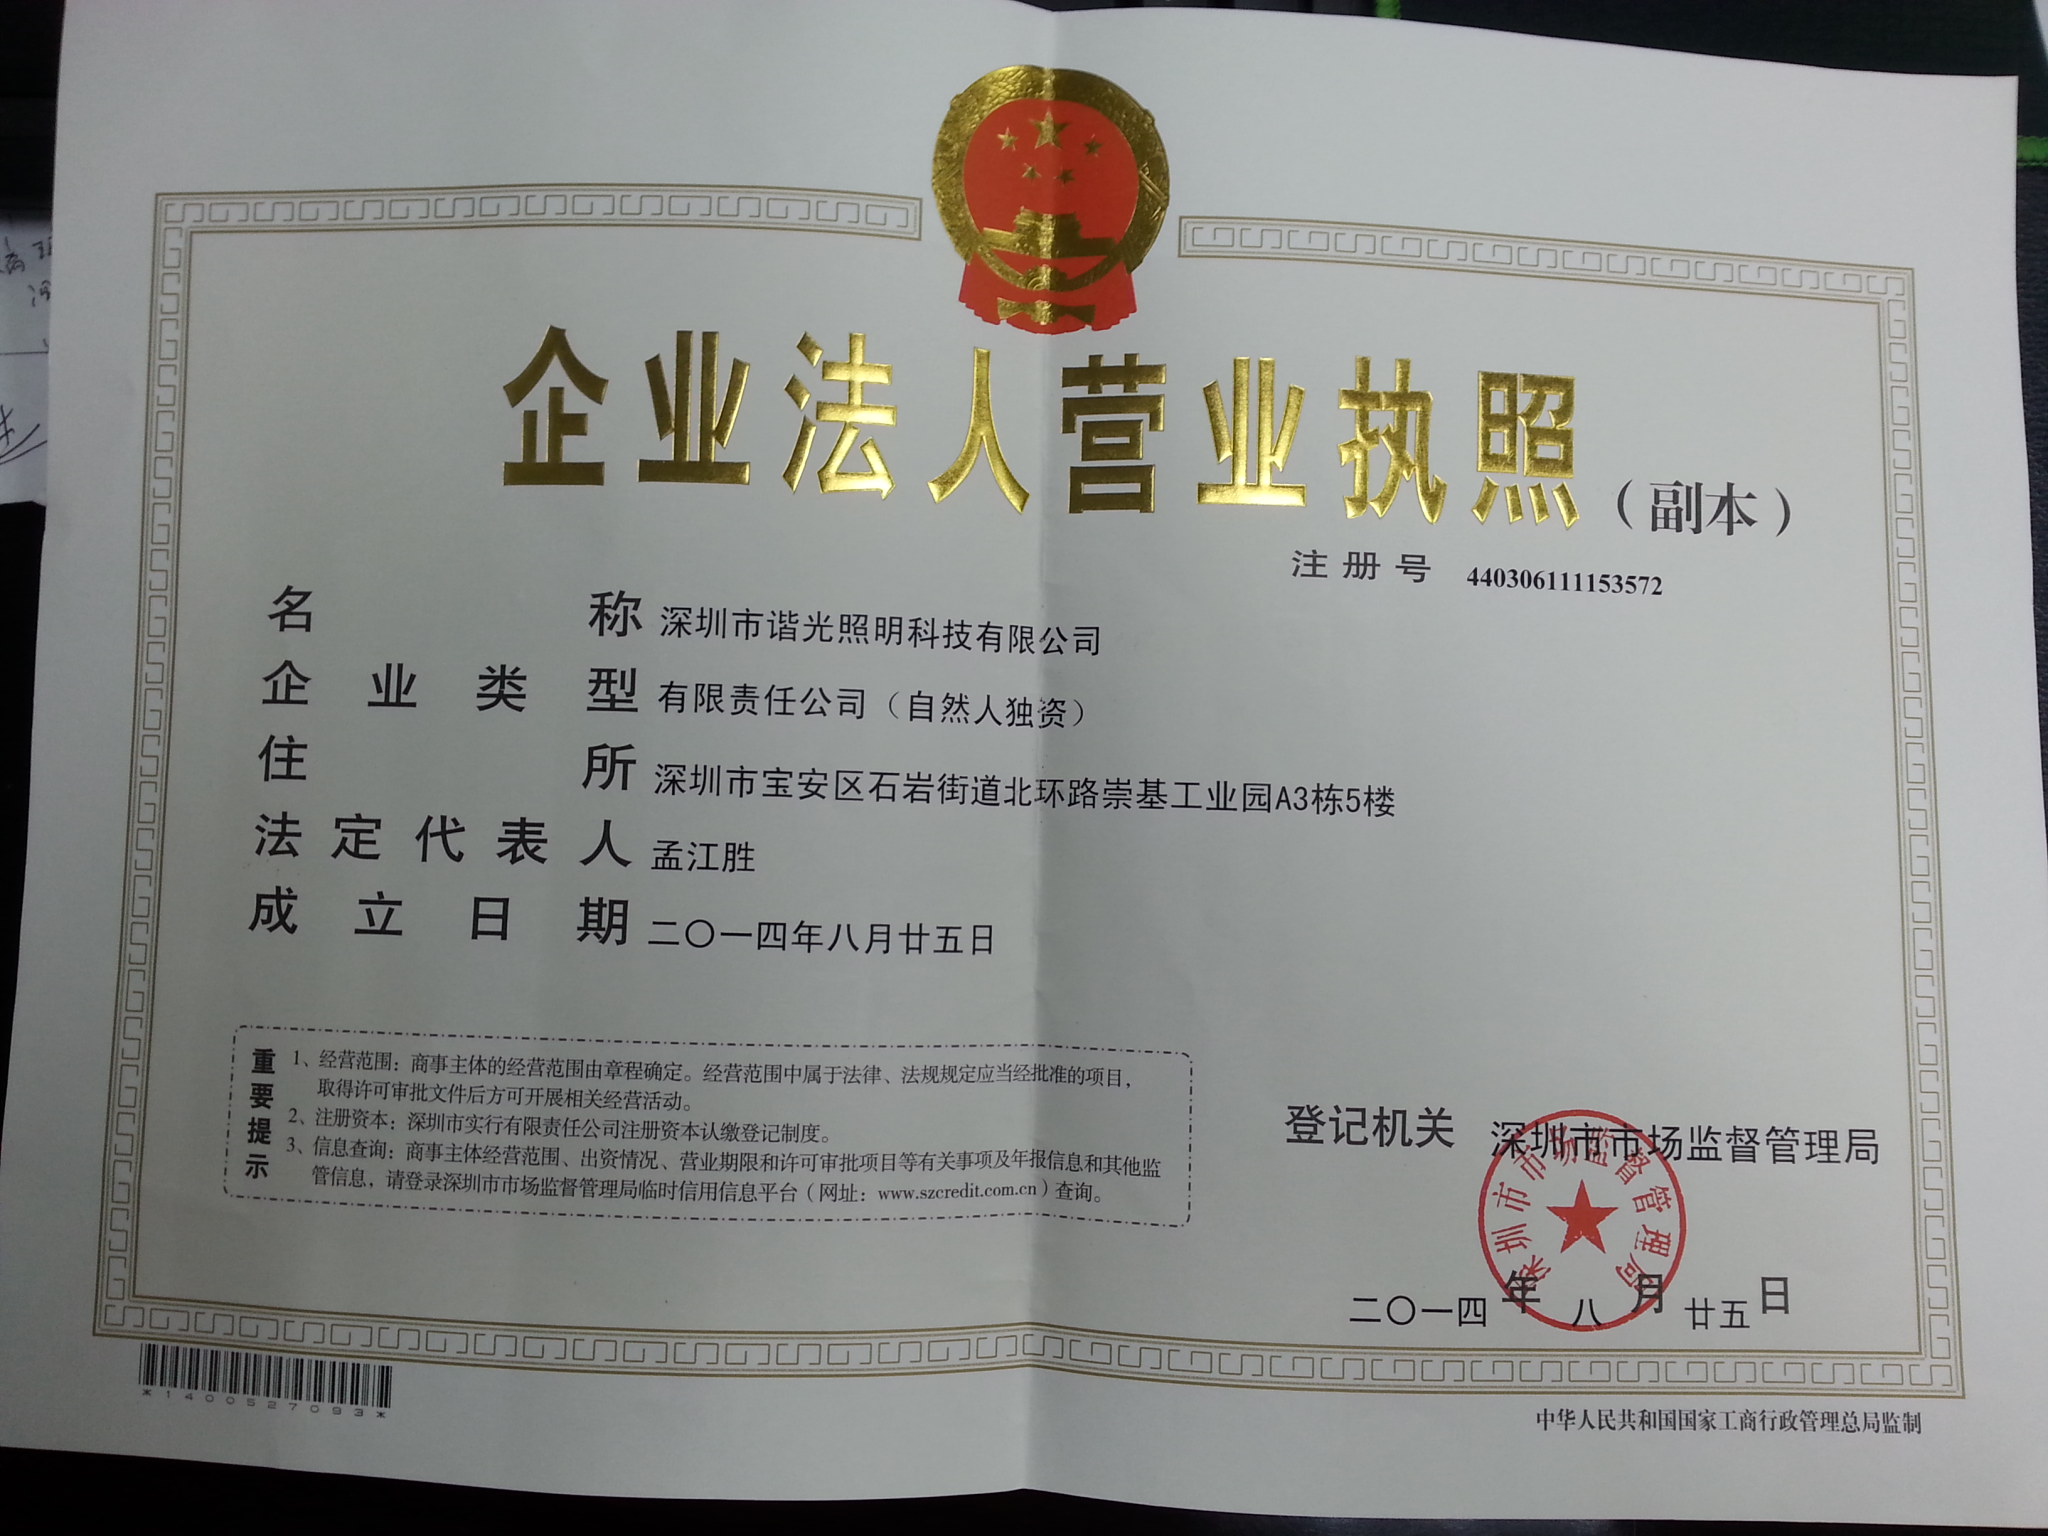 企业法人营业执照（副本）
注册号 440306111153572
名称 深圳市谐光照明科技有限公司
企业类型 有限责任公司（自然人独资）
住所 深圳市宝安区石岩街道北环路崇基工业园A3栋5楼
法定代表人 孟江胜
成立日期 二〇一四年八月廿五日
重要提示
1、经营范围：商事主体的经营范围由章程确定。经营范围中属于法律、法规规定应当经批准的项目，
取得许可审批文件后方可开展相关经营活动。
2、注册资本：深圳市实行有限责任公司注册资本认缴登记制度。
3、信息查询：商事主体经营范围、出资情况、营业期限和许可审批项目等有关事项及年报信息和其他监
管信息，请登录深圳市市场监督管理局临时信用信息平台（网址：www.szcredit.com.cn）查询。
登记机关 深圳市市场监督管理局
深圳市市场监督管理局
二〇一四年八月廿五日
*1400527093*
中华人民共和国国家工商行政管理总局监制